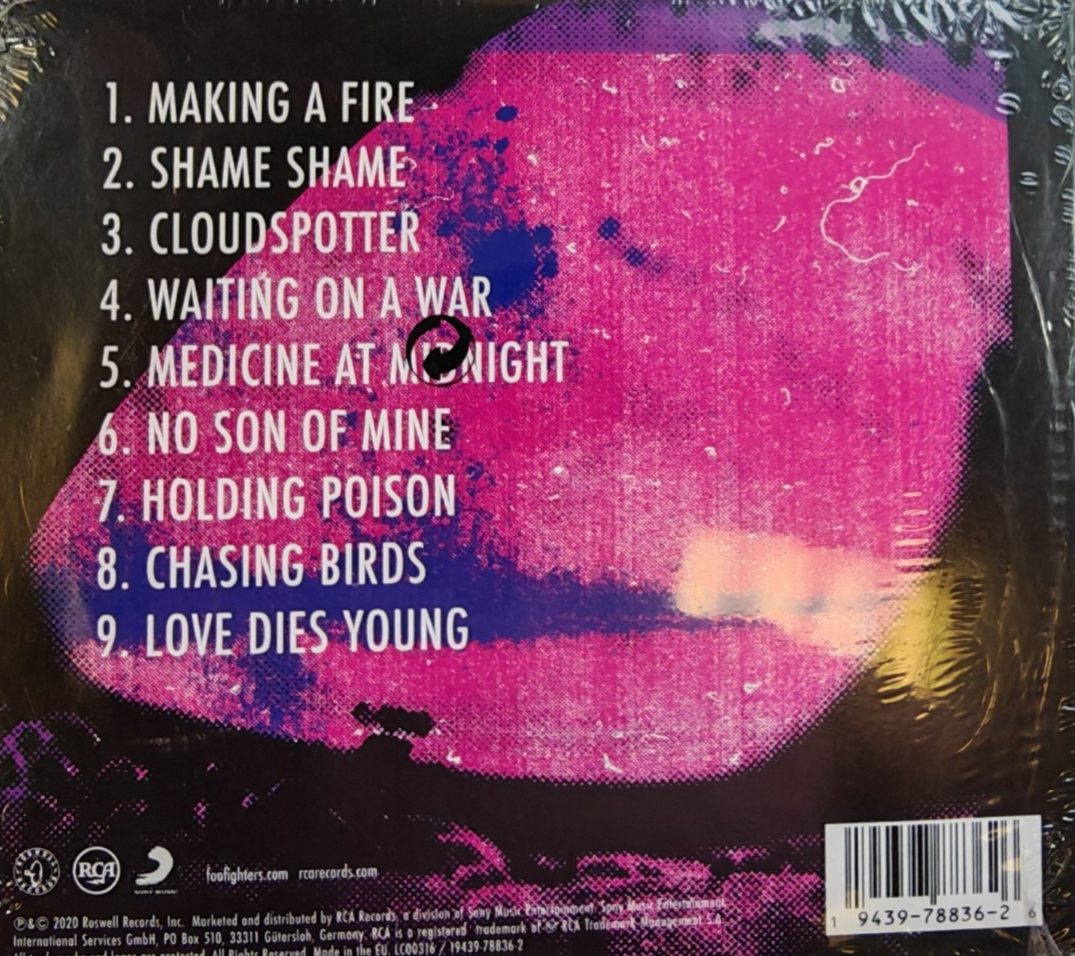 1. MAKING A FIRE
2. SHAME SHAME
3. CLOUDSPOTTER
4. WAITING ON A WAR
5. MEDICINE AT MIDNIGHT
6. NO SON OF MINE
7. HOLDING POISON
8. CHASING BIRDS
9. LOVE DIES YOUNG
RCA
SONY MUSIC
foofighters.com rcarecords.com
℗&© 2020 Roswell Records, Inc. Marketed and distributed by RCA Records, a division of Sony Music Entertainment. Sony Music Entertainment
International Services GmbH, PO Box 510, 33311 Gütersloh, Germany. RCA is a registered trademark of RCA Trademark Management S.A.
All rights reserved. Made in the EU. LC00316 / 19439-78836-2
1 9439-78836-2 6